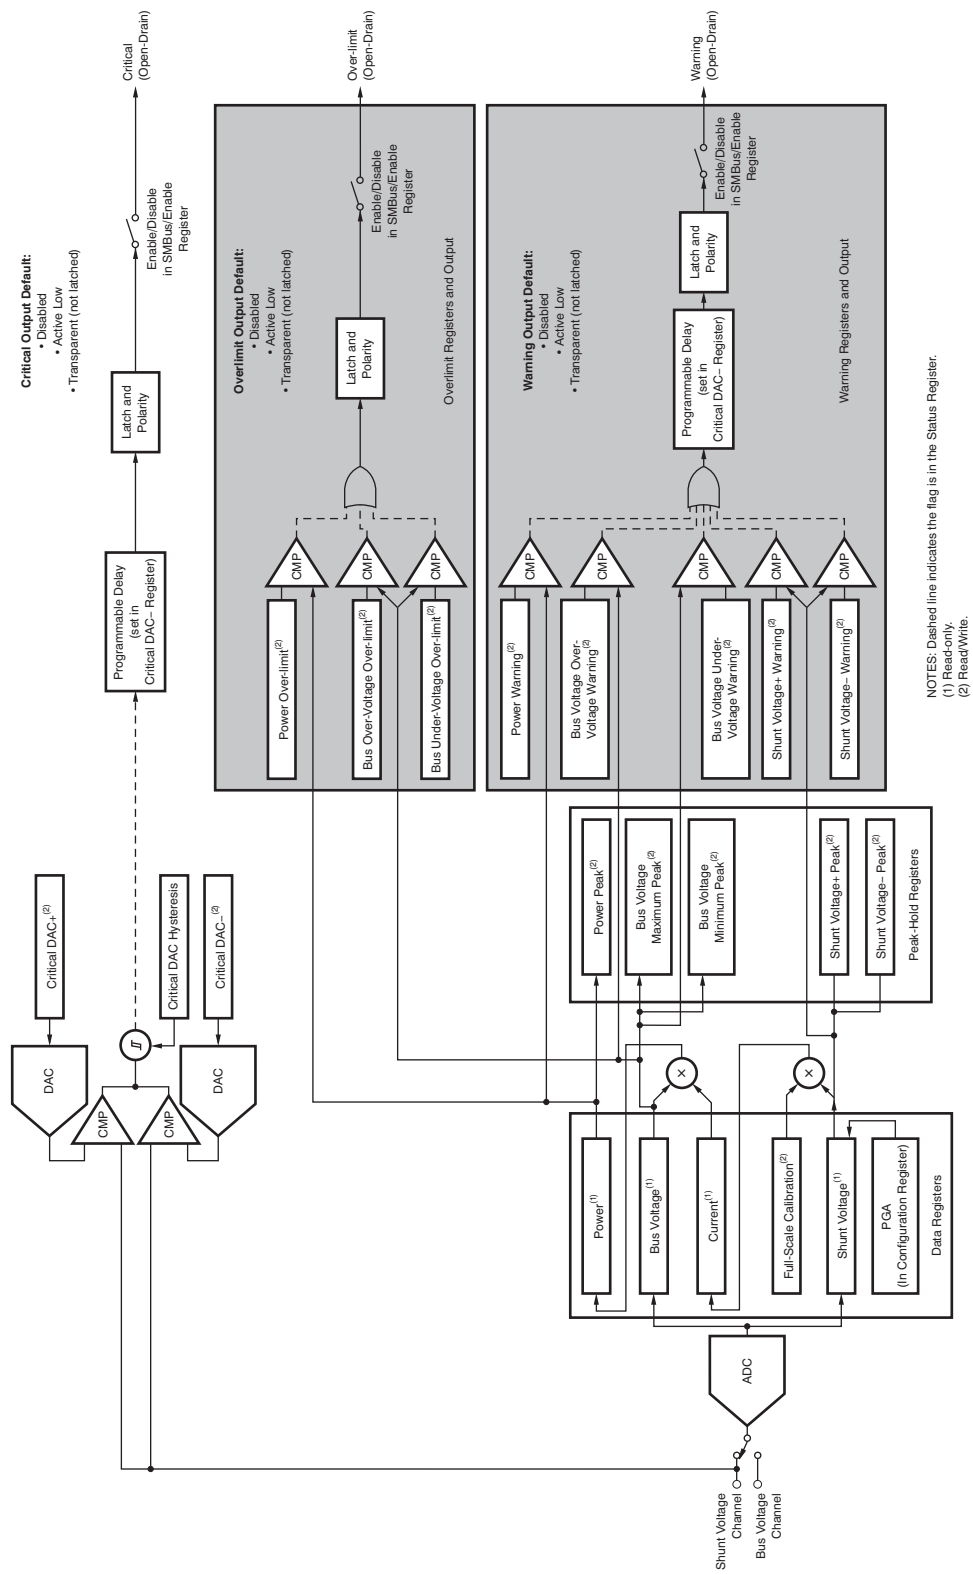 Critical Output Default:
• Disabled
• Active Low
• Transparent (not latched)
Critical DAC+(2)
DAC
CMP
CMP
DAC
Critical DAC Hysteresis
Critical DAC−(2)
Programmable Delay
(set in
Critical DAC− Register)
Latch and
Polarity
Enable/Disable
in SMBus/Enable
Register
Critical
(Open-Drain)
Overlimit Output Default:
• Disabled
• Active Low
• Transparent (not latched)
Power Over-limit(2)
CMP
Bus Over-Voltage Over-limit(2)
CMP
Bus Under-Voltage Over-limit(2)
CMP
Latch and
Polarity
Enable/Disable
in SMBus/Enable
Register
Overlimit Registers and Output
Over-limit
(Open-Drain)
Warning Output Default:
• Disabled
• Active Low
• Transparent (not latched)
Power Warning(2)
CMP
Bus Voltage Over-
Voltage Warning(2)
CMP
Bus Voltage Under-
Voltage Warning(2)
CMP
Shunt Voltage+ Warning(2)
CMP
Shunt Voltage− Warning(2)
CMP
Programmable Delay
(set in
Critical DAC− Register)
Latch and
Polarity
Enable/Disable
in SMBus/Enable
Register
Warning Registers and Output
Warning
(Open-Drain)
Shunt Voltage
Channel
Bus Voltage
Channel
ADC
Power(1)
Bus Voltage(1)
Current(1)
Full-Scale Calibration(2)
Shunt Voltage(1)
PGA
(In Configuration Register)
Data Registers
×
×
Power Peak(2)
Bus Voltage
Maximum Peak(2)
Bus Voltage
Minimum Peak(2)
Shunt Voltage+ Peak(2)
Shunt Voltage− Peak(2)
Peak-Hold Registers
NOTES: Dashed line indicates the flag is in the Status Register.
(1) Read-only.
(2) Read/Write.